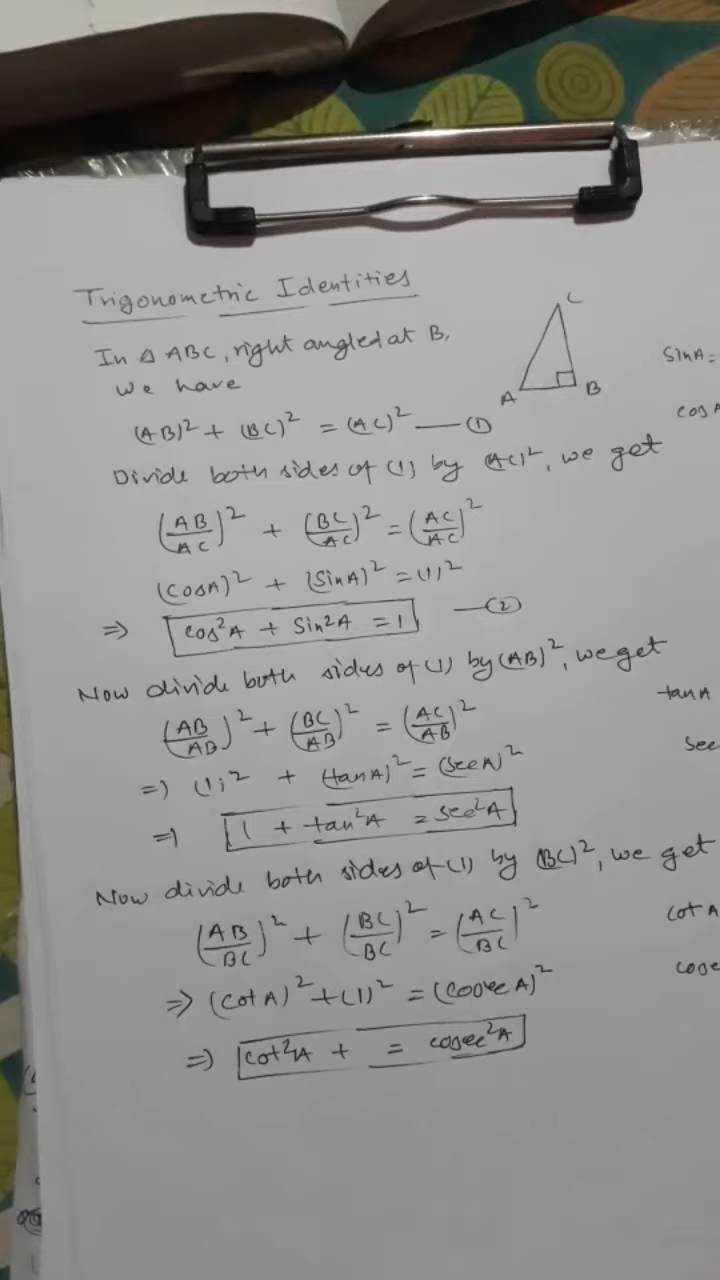 Trigonometric Identities
In △ ABC, right angled at B,
we have
C
A
B
SinA =
cosA
(AB)² + (BC)² = (AC)² — (1)
Divide both sides of (1) by (AC)², we get
(AB/AC)² + (BC/AC)² = (AC/AC)²
(CosA)² + (SinA)² = (1)²
⇒ cos²A + Sin²A = 1 — (2)
Now divide both sides of (1) by (AB)², we get
tanA
(AB/AB)² + (BC/AB)² = (AC/AB)²
Sec
⇒ (1)² + (tanA)² = (SecA)²
⇒ 1 + tan²A = Sec²A
Now divide both sides of (1) by (BC)², we get
(AB/BC)² + (BC/BC)² = (AC/BC)²
cot A
⇒ (cot A)² + (1)² = (Cosec A)²
cose
⇒ cot²A + = cosec²A